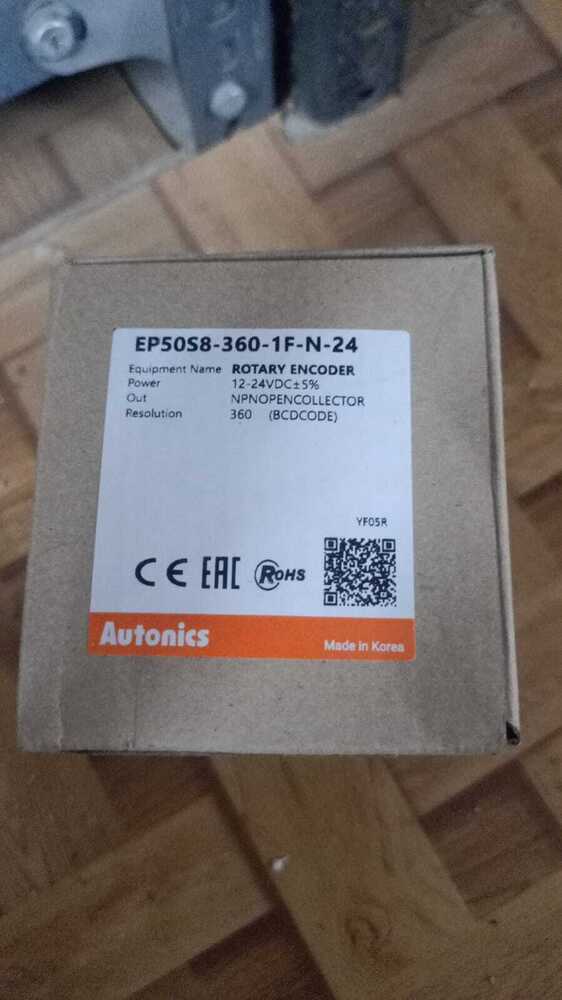 EP50S8-360-1F-N-24
Equipment Name ROTARY ENCODER
Power 12-24VDC±5%
Out NPNOPENCOLLECTOR
Resolution 360 (BCDCODE)
YF05R
CE EAC RoHS
Autonics
Made in Korea